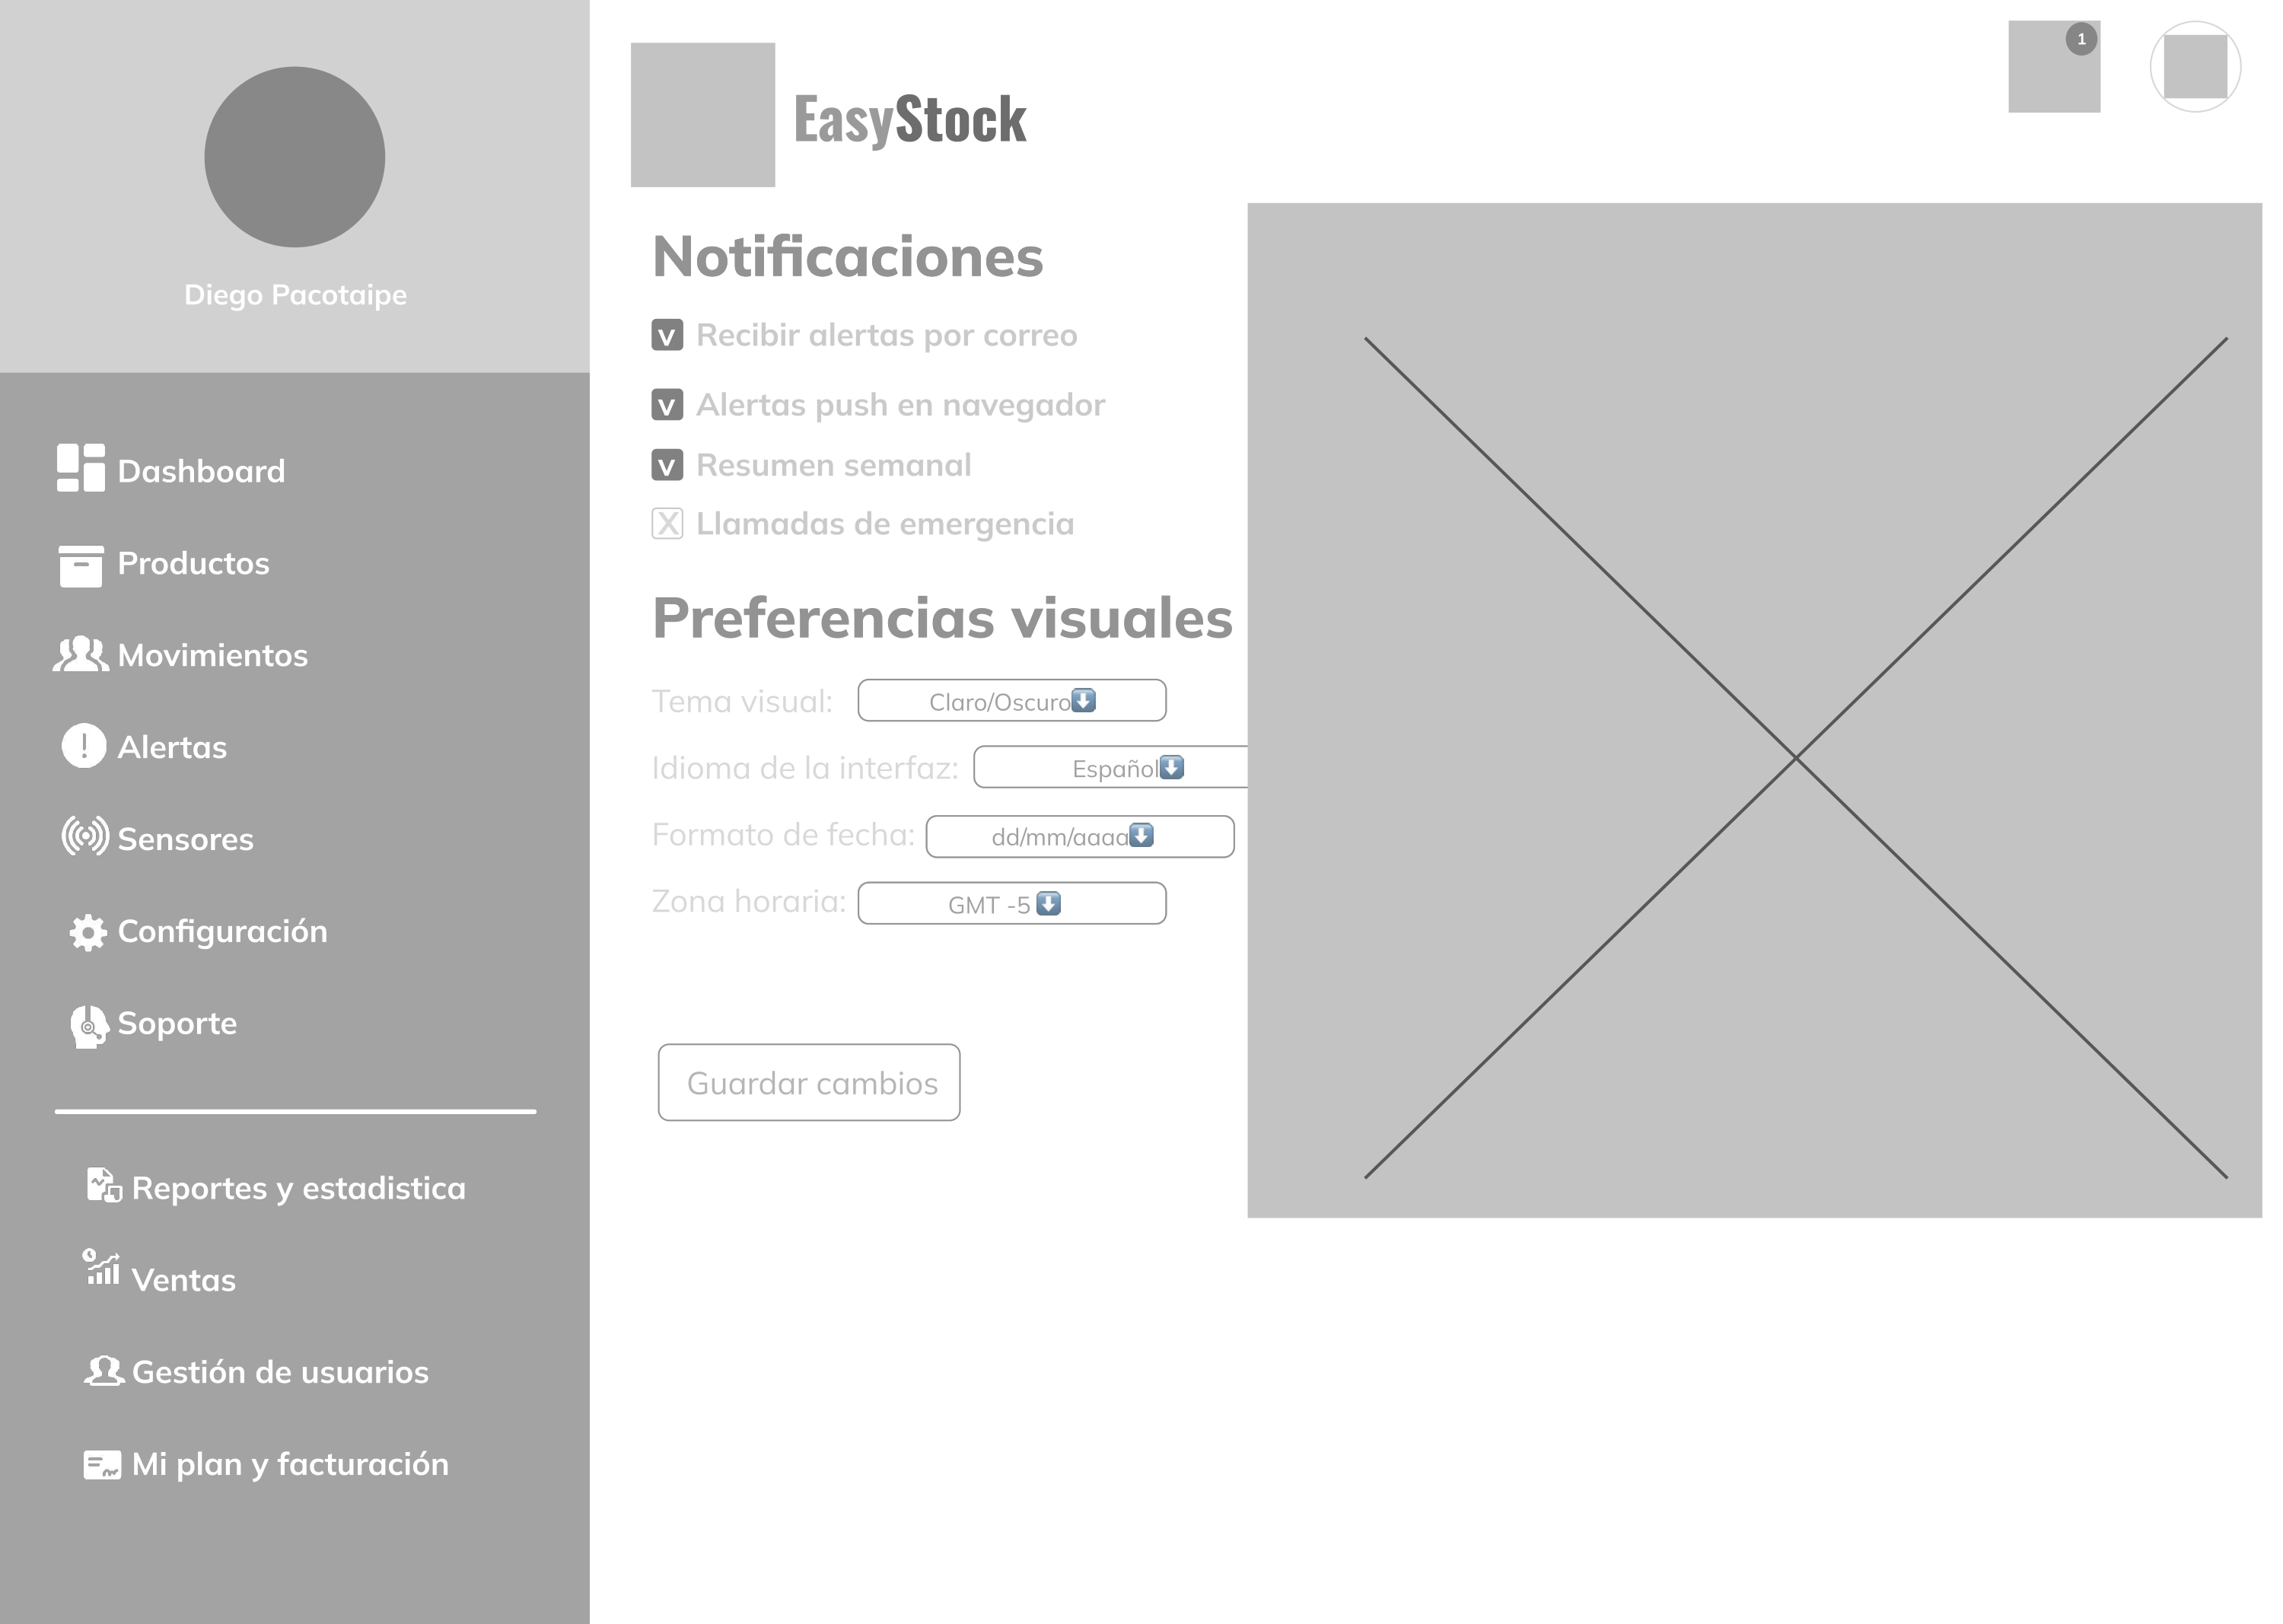 Diego Pacotaipe
Dashboard
Productos
Movimientos
Alertas
Sensores
Configuración
Soporte
Reportes y estadistica
Ventas
Gestión de usuarios
Mi plan y facturación
EasyStock
1
Notificaciones
v Recibir alertas por correo
v Alertas push en navegador
v Resumen semanal
X Llamadas de emergencia
Preferencias visuales
Tema visual: Claro/Oscuro⬇️
Idioma de la interfaz: Español⬇️
Formato de fecha: dd/mm/aaaa⬇️
Zona horaria: GMT -5 ⬇️
Guardar cambios